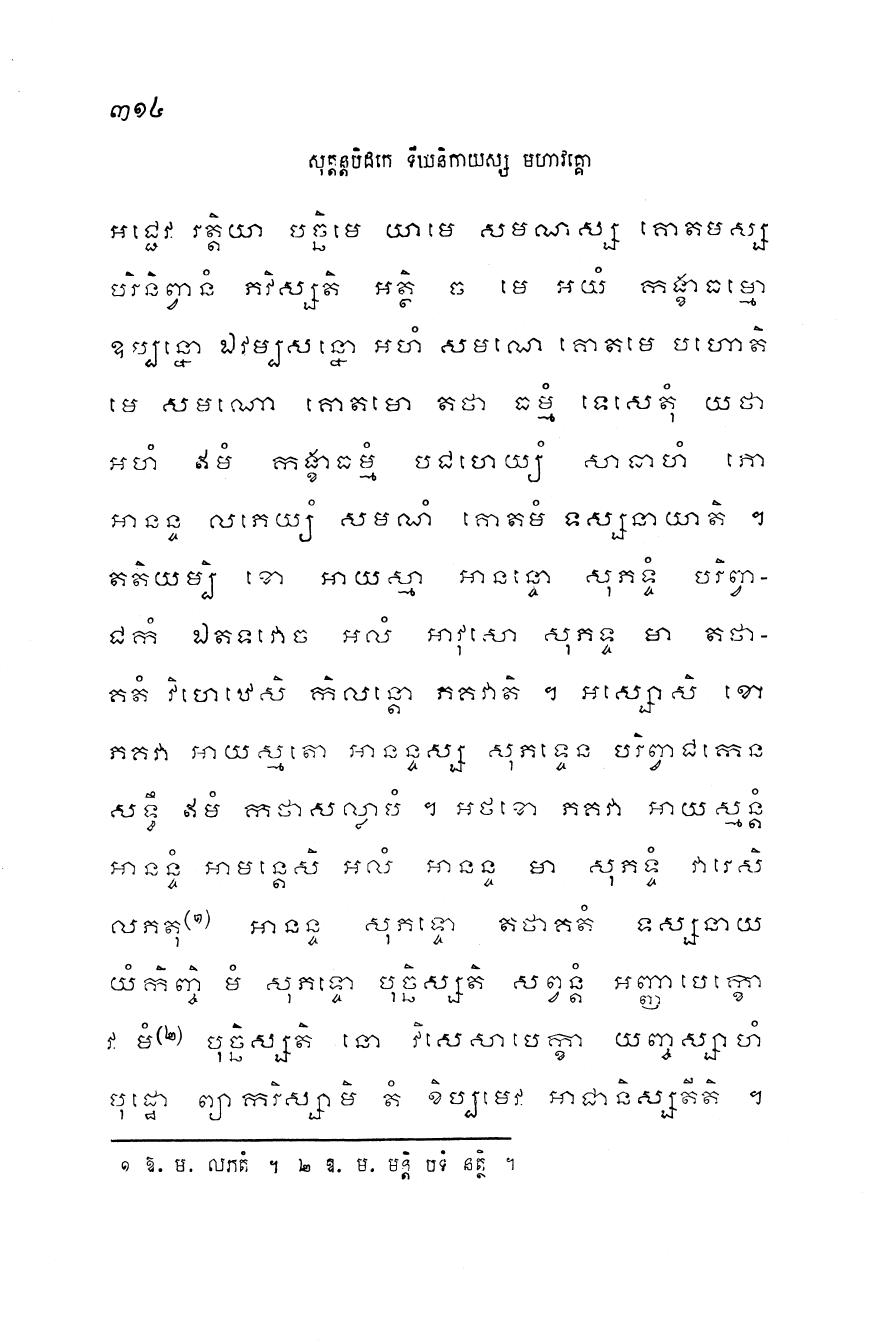 ៣១៤
សុត្តន្តបិដកេ ទីឃនិកាយស្ស មហាវគ្គោ
អជ្ជេវ រត្តិយា បច្ឆិមេ យាមេ សមណស្ស គោតមស្ស
បរិនិព្វានំ ភវិស្សតិ អត្ថិ ច មេ អយំ កង្ខាធម្មោ
ឧប្បន្នោ ឯវម្បសន្នោ អហំ សមណេ គោតមេ បហោតិ
មេ សមណោ គោតមោ តថា ធម្មំ ទេសេតុំ យថា
អហំ ឥមំ កង្ខាធម្មំ បជហេយ្យំ សាធាហំ ភោ
អានន្ទ លភេយ្យំ សមណំ គោតមំ ទស្សនាយាតិ ។
តតិយម្បិ ខោ អាយស្មា អានន្ទោ សុភទ្ទំ បរិព្វា-
ជកំ ឯតទវោច អលំ អាវុសោ សុភទ្ទ មា តថា-
គតំ វិហេឋេសិ កិលន្តោ ភគវាតិ ។ អស្សោសិ ខោ
ភគវា អាយស្មតោ អានន្ទស្ស សុភទ្ទេន បរិព្វាជកេន
សទ្ធឹ ឥមំ កថាសល្លាបំ ។ អថខោ ភគវា អាយស្មន្តំ
អានន្ទំ អាមន្តេសិ អលំ អានន្ទ មា សុភទ្ទំ វារេសិ
លភតុ(១) អានន្ទ សុភទ្ទោ តថាគតំ ទស្សនាយ
យំកិញ្ចិ មំ សុភទ្ទោ បុច្ឆិស្សតិ សព្វន្តំ អញ្ញាបេក្ខោ
វ មំ(២) បុច្ឆិស្សតិ នោ វិសេសាបេក្ខា យញ្ចស្សាហំ
បុដ្ឋោ ព្យាករិស្សាមិ តំ ខិប្បមេវ អាជានិស្សតីតិ ។
១ ឱ. ម. លភតំ ។ ២ ឱ. ម. មន្តិ បទំ នត្ថិ ។